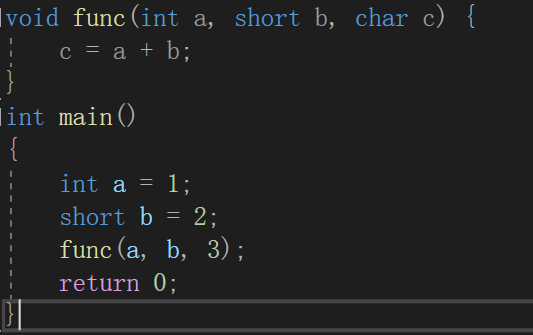 void func(int a, short b, char c) {
    c = a + b;
}
int main()
{
    int a = 1;
    short b = 2;
    func(a, b, 3);
    return 0;
}